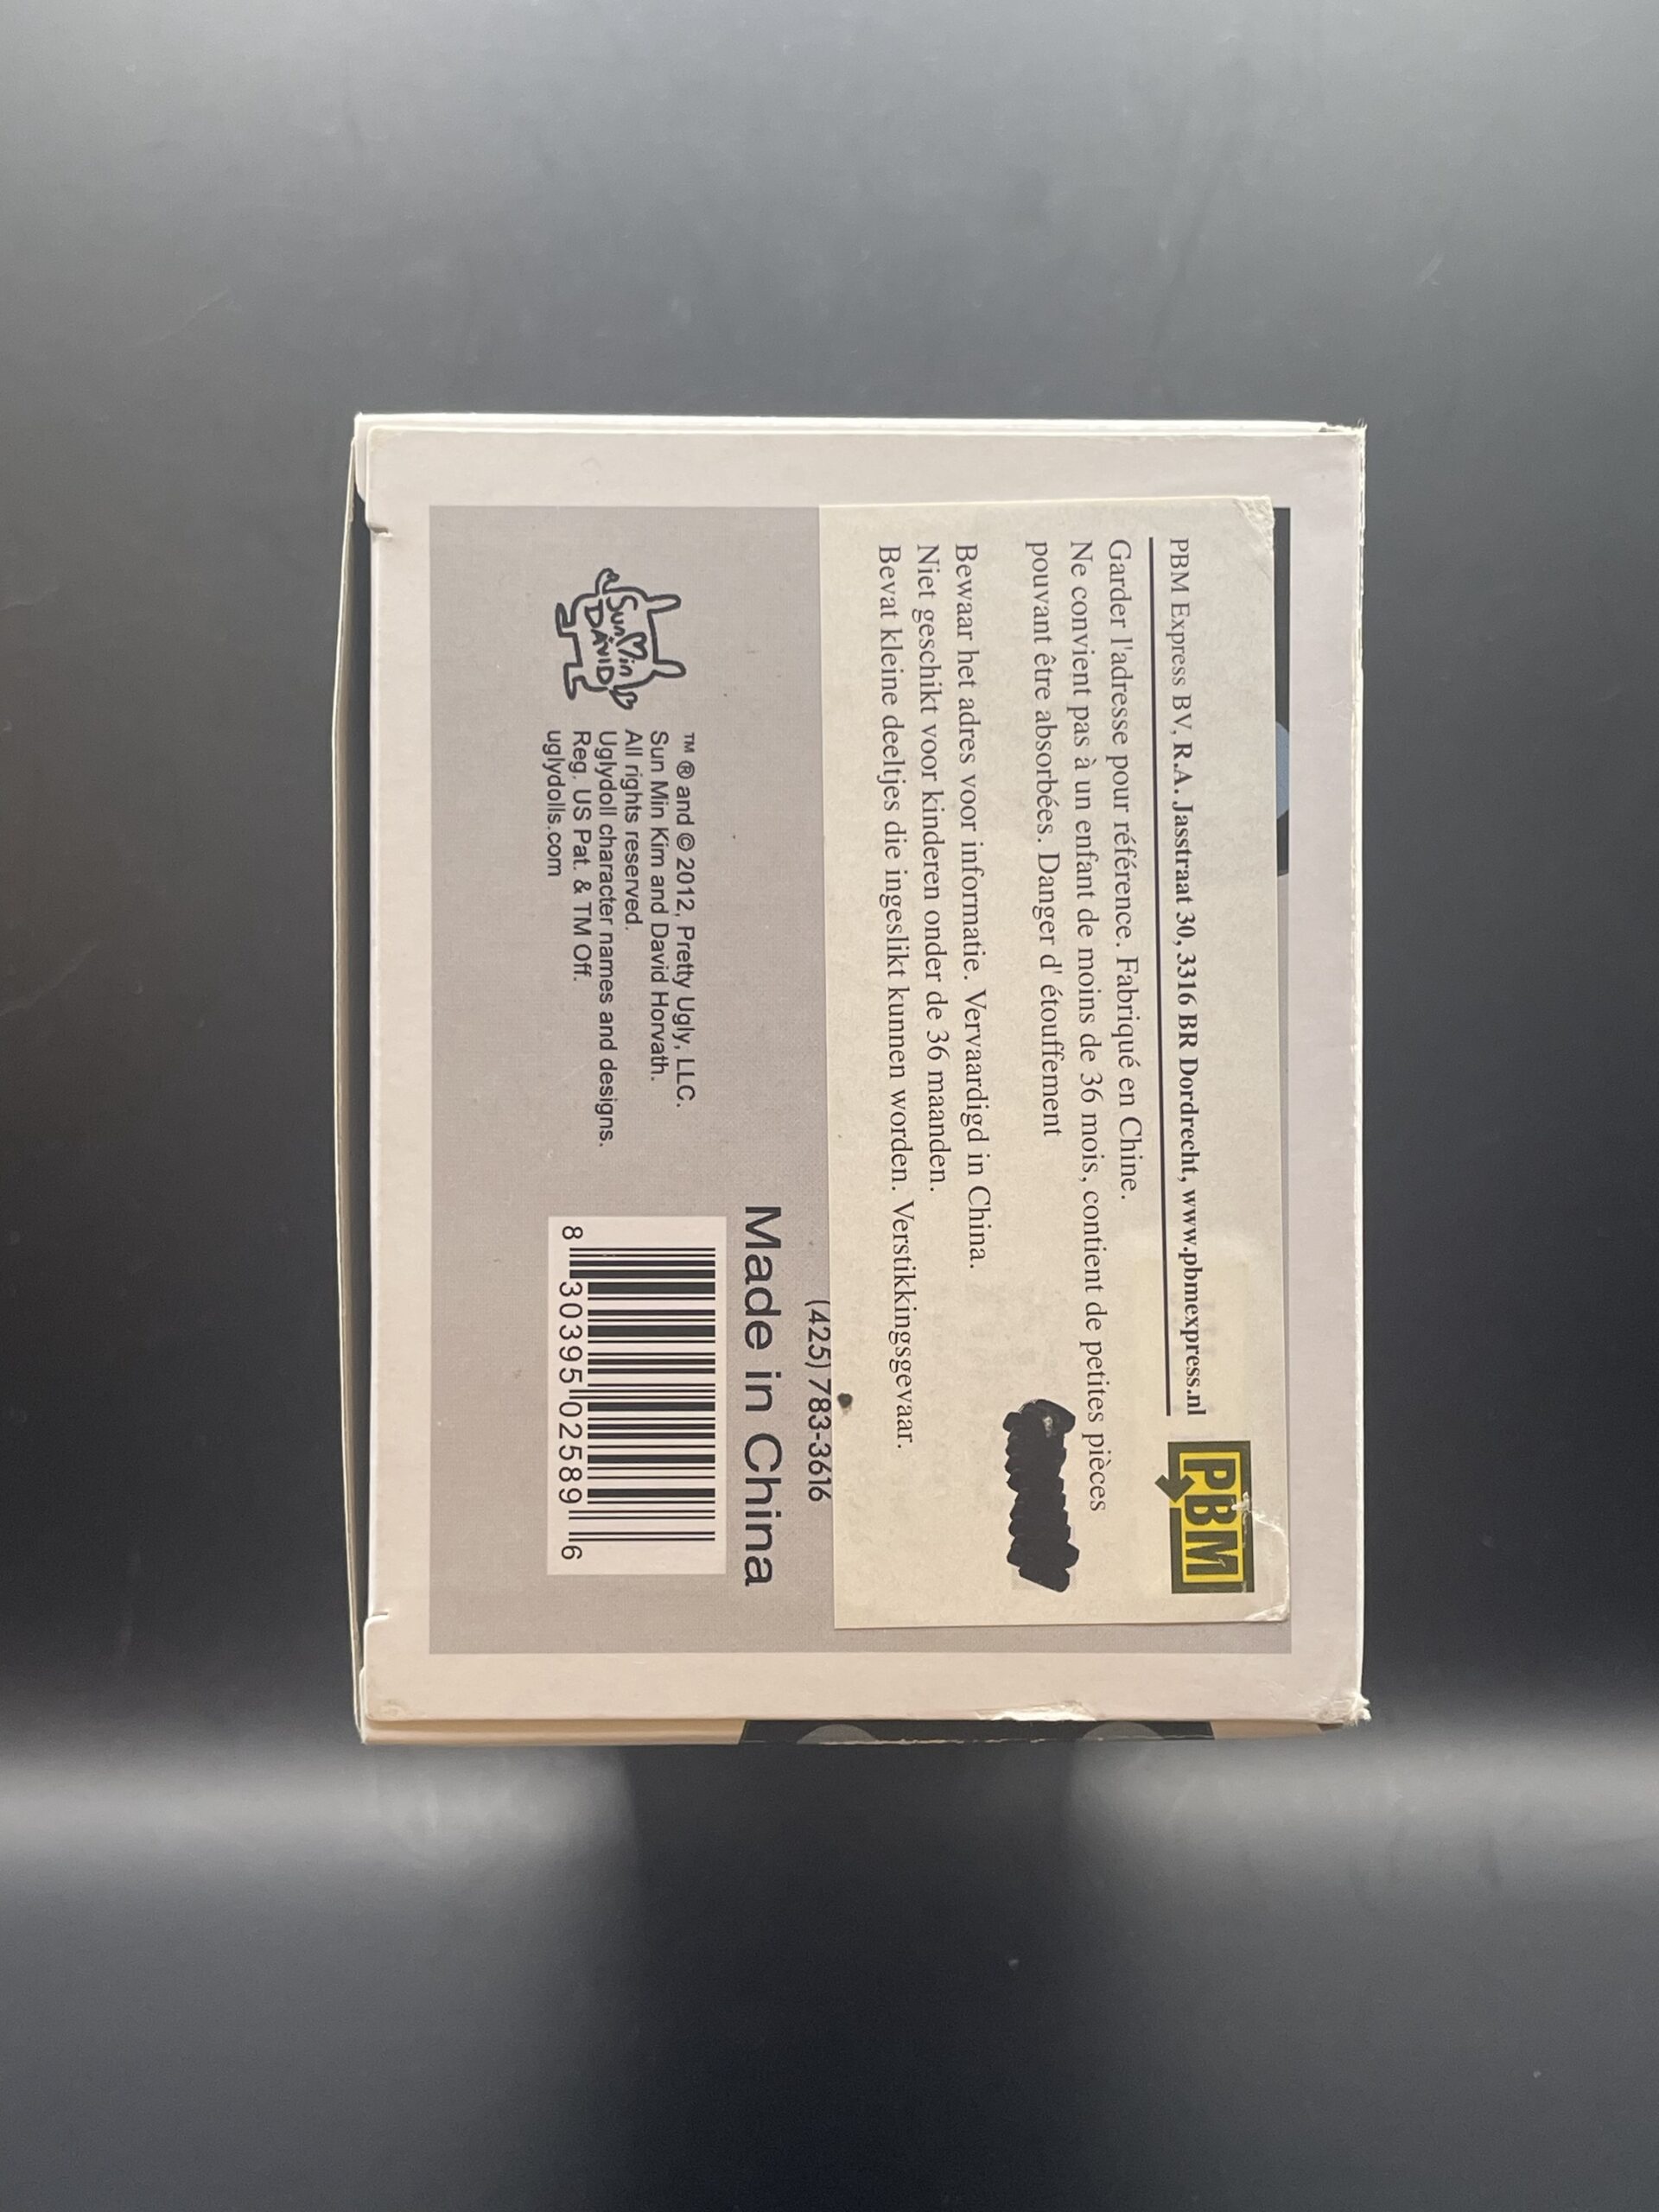 PBM Express BV, R.A. Jasstraat 30, 3316 BR Dordrecht, www.pbmexpress.nl
PBM
Garder l'adresse pour référence. Fabriqué en Chine.
Ne convient pas à un enfant de moins de 36 mois, contient de petites pièces
pouvant être absorbées. Danger d' étouffement
Bewaar het adres voor informatie. Vervaardigd in China.
Niet geschikt voor kinderen onder de 36 maanden.
Bevat kleine deeltjes die ingeslikt kunnen worden. Verstikkingsgevaar.
(425) 783-3616
Made in China
Sun Min
DAVID
™ ® and © 2012, Pretty Ugly, LLC.
Sun Min Kim and David Horvath.
All rights reserved.
Uglydoll character names and designs.
Reg. US Pat. & TM Off.
uglydolls.com
8 30395 02589 6